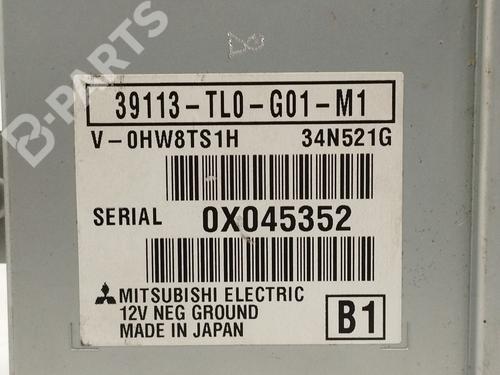 B-PARTS
39113-TL0-G01-M1
V-0HW8TS1H 34N521G
SERIAL 0X045352
MITSUBISHI ELECTRIC
12V NEG GROUND
MADE IN JAPAN
B1